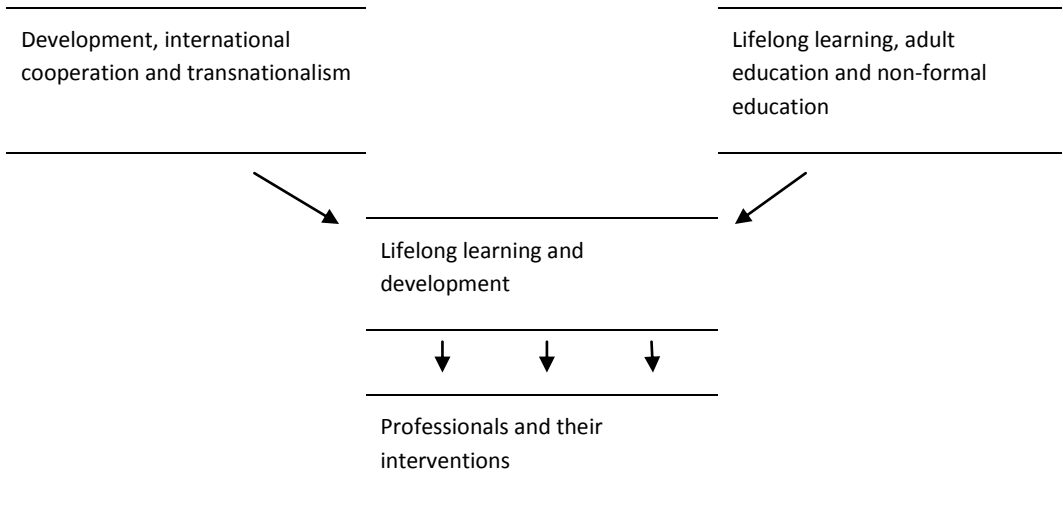 Development, international
cooperation and transnationalism
Lifelong learning, adult
education and non-formal
education
Lifelong learning and
development
Professionals and their
interventions